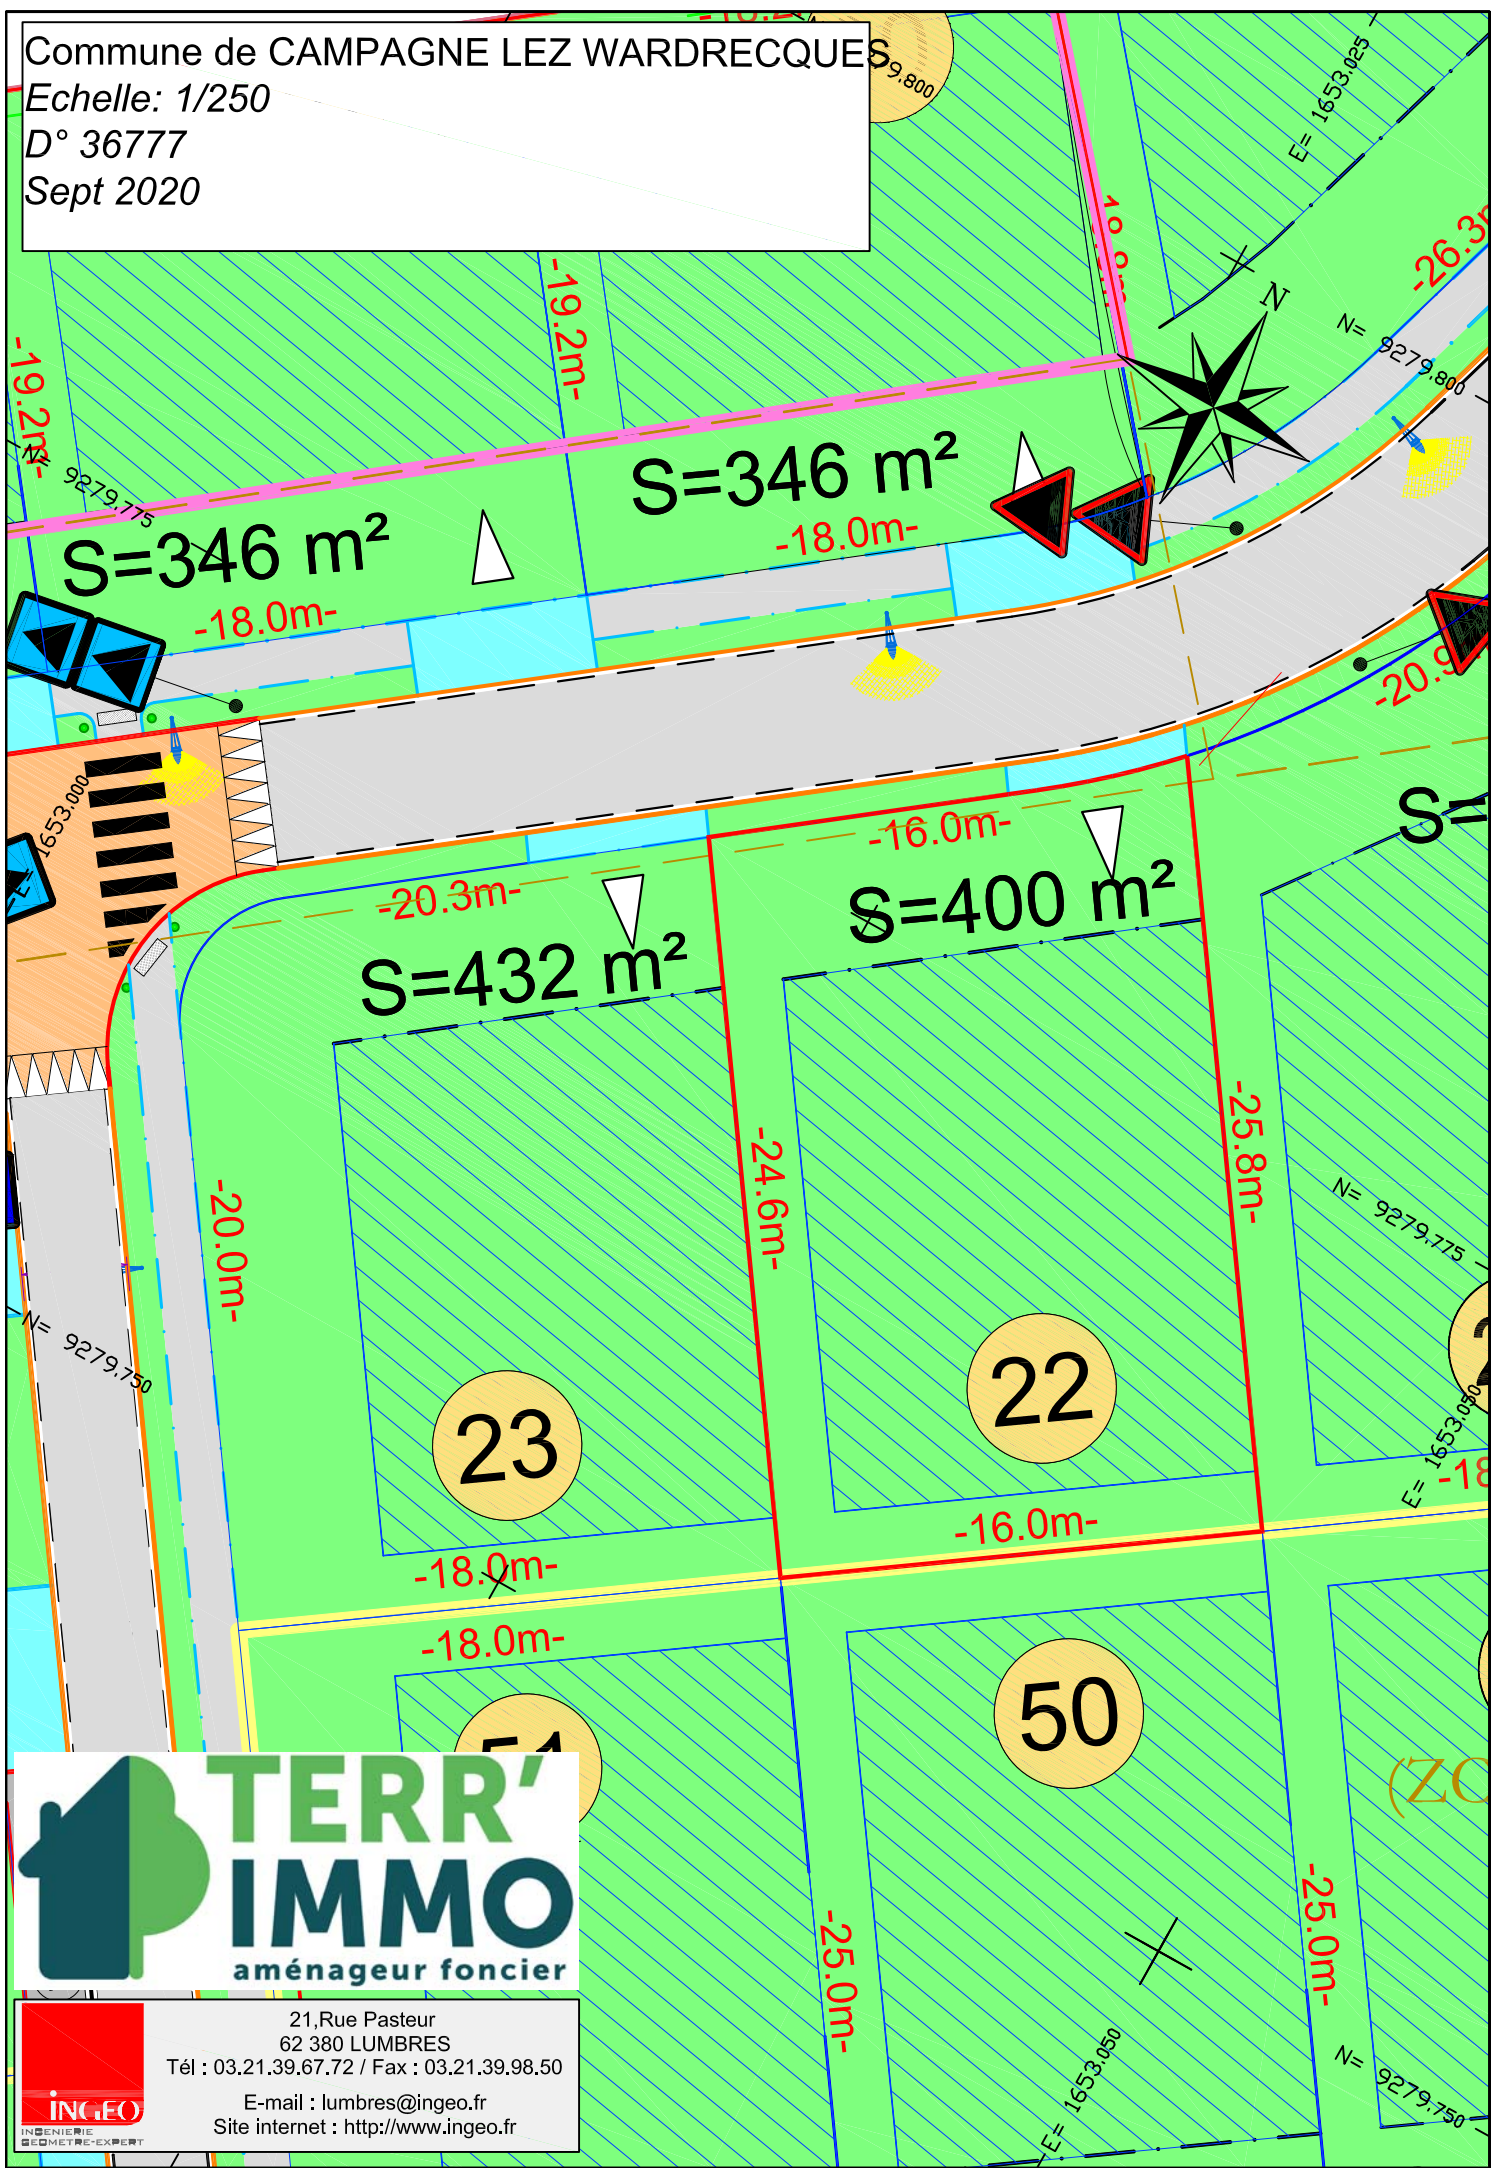 Commune de CAMPAGNE LEZ WARDRECQUES
Echelle: 1/250
D° 36777
Sept 2020
E= 1653,025
-26.3m
-19.2m-
-19.2m-
N
N= 9279,800
N= 9279,775
S=346 m²
-18.0m-
S=346 m²
-18.0m-
-20.9
1653,000
-16.0m-
S=
-20.3m-
S=400 m²
S=432 m²
-25.8m-
-24.6m-
-20.0m-
N= 9279,775
N= 9279,750
22
23
E= 1653,050
-18
-16.0m-
-18.0m-
-18.0m-
50
51
(ZO
TERR'
IMMO
aménageur foncier
-25.0m-
-25.0m-
E= 1653,050
N= 9279,750
21,Rue Pasteur
62 380 LUMBRES
Tél : 03.21.39.67.72 / Fax : 03.21.39.98.50
E-mail : lumbres@ingeo.fr
Site internet : http://www.ingeo.fr
INGEO
INGENIERIE
GEOMETRE-EXPERT